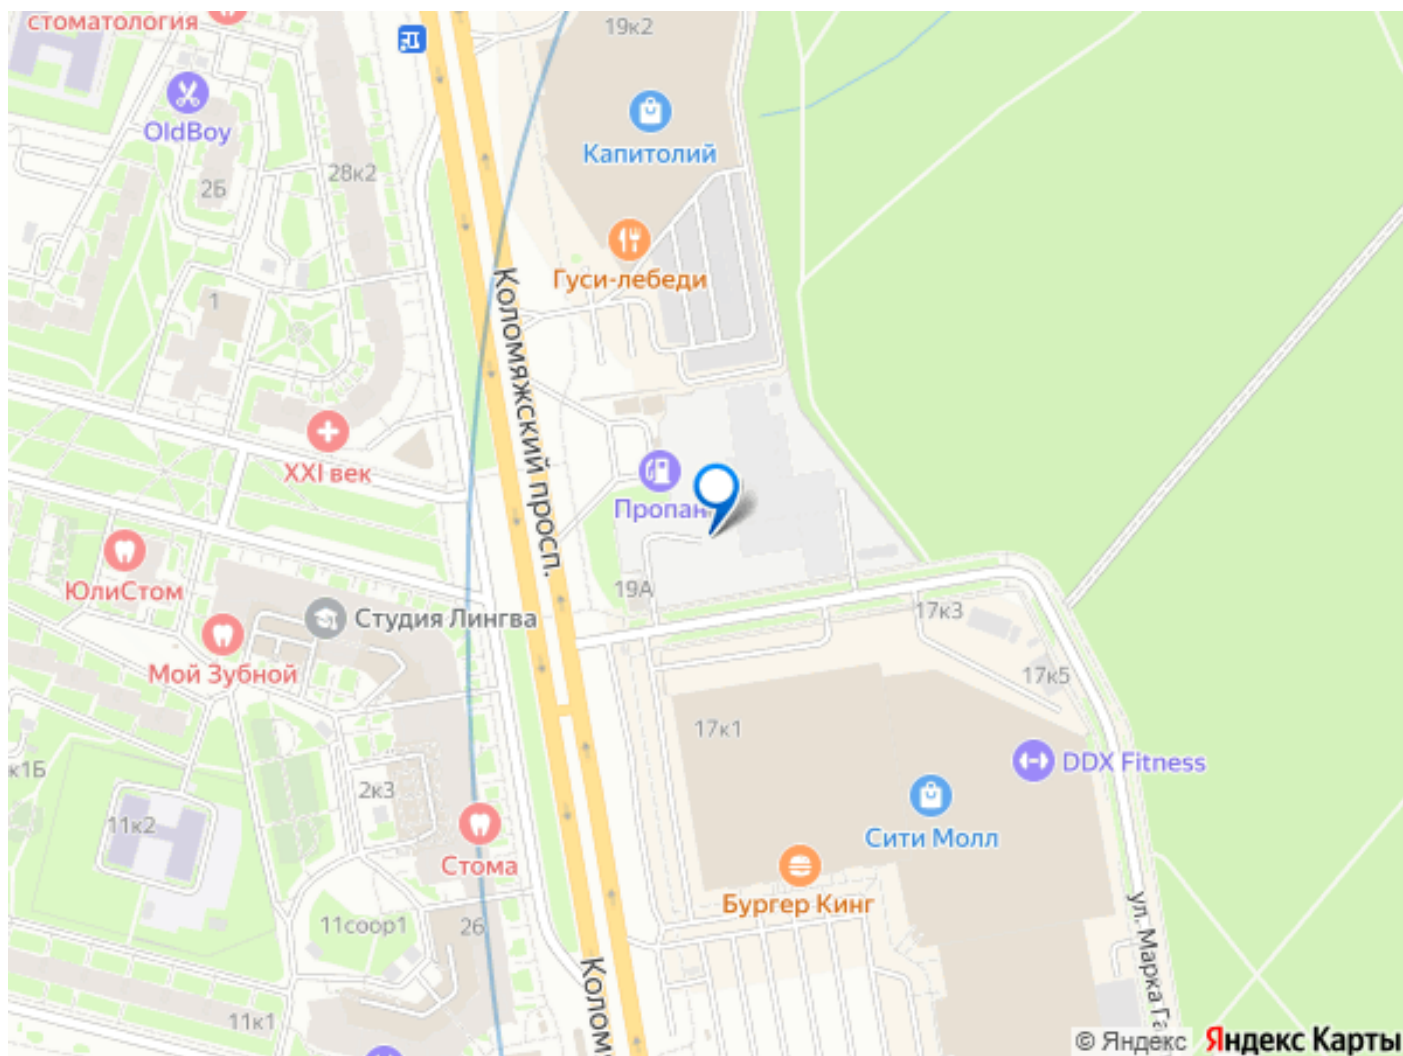 стоматология
19к2
OldBoy
Капитолий
28к2
2Б
Гуси-лебеди
Коломяжский просп.
1
XXI век
Пропан
ЮлиСтом
19А
Студия Лингва
17к3
Мой Зубной
17к5
17к1
к1Б
DDX Fitness
2к3
11к2
Сити Молл
Стома
Бургер Кинг
11соор1
26
ул. Марка Га
Колом
11к1
© Яндекс Яндекс Карты